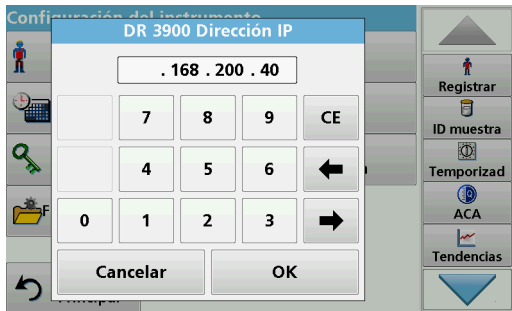 Configuración del instrumento
DR 3900 Dirección IP
. 168 . 200 . 40
7 8 9 CE
4 5 6
0 1 2 3
Cancelar OK
F
Principal
Registrar
ID muestra
Temporizad
ACA
Tendencias